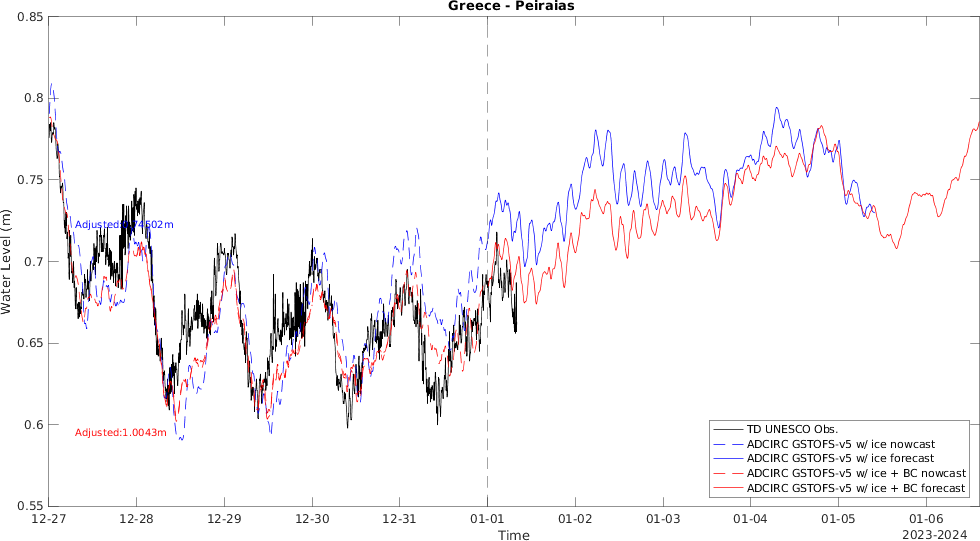 Greece - Peiraias
0.85
0.8
0.75
0.7
0.65
0.6
0.55
Water Level (m)
Adjusted:
74502m
Adjusted:1.0043m
TD UNESCO Obs.
ADCIRC GSTOFS-v5 w/ ice nowcast
ADCIRC GSTOFS-v5 w/ ice forecast
ADCIRC GSTOFS-v5 w/ ice + BC nowcast
ADCIRC GSTOFS-v5 w/ ice + BC forecast
12-27 12-28 12-29 12-30 12-31 01-01 01-02 01-03 01-04 01-05 01-06
Time
2023-2024